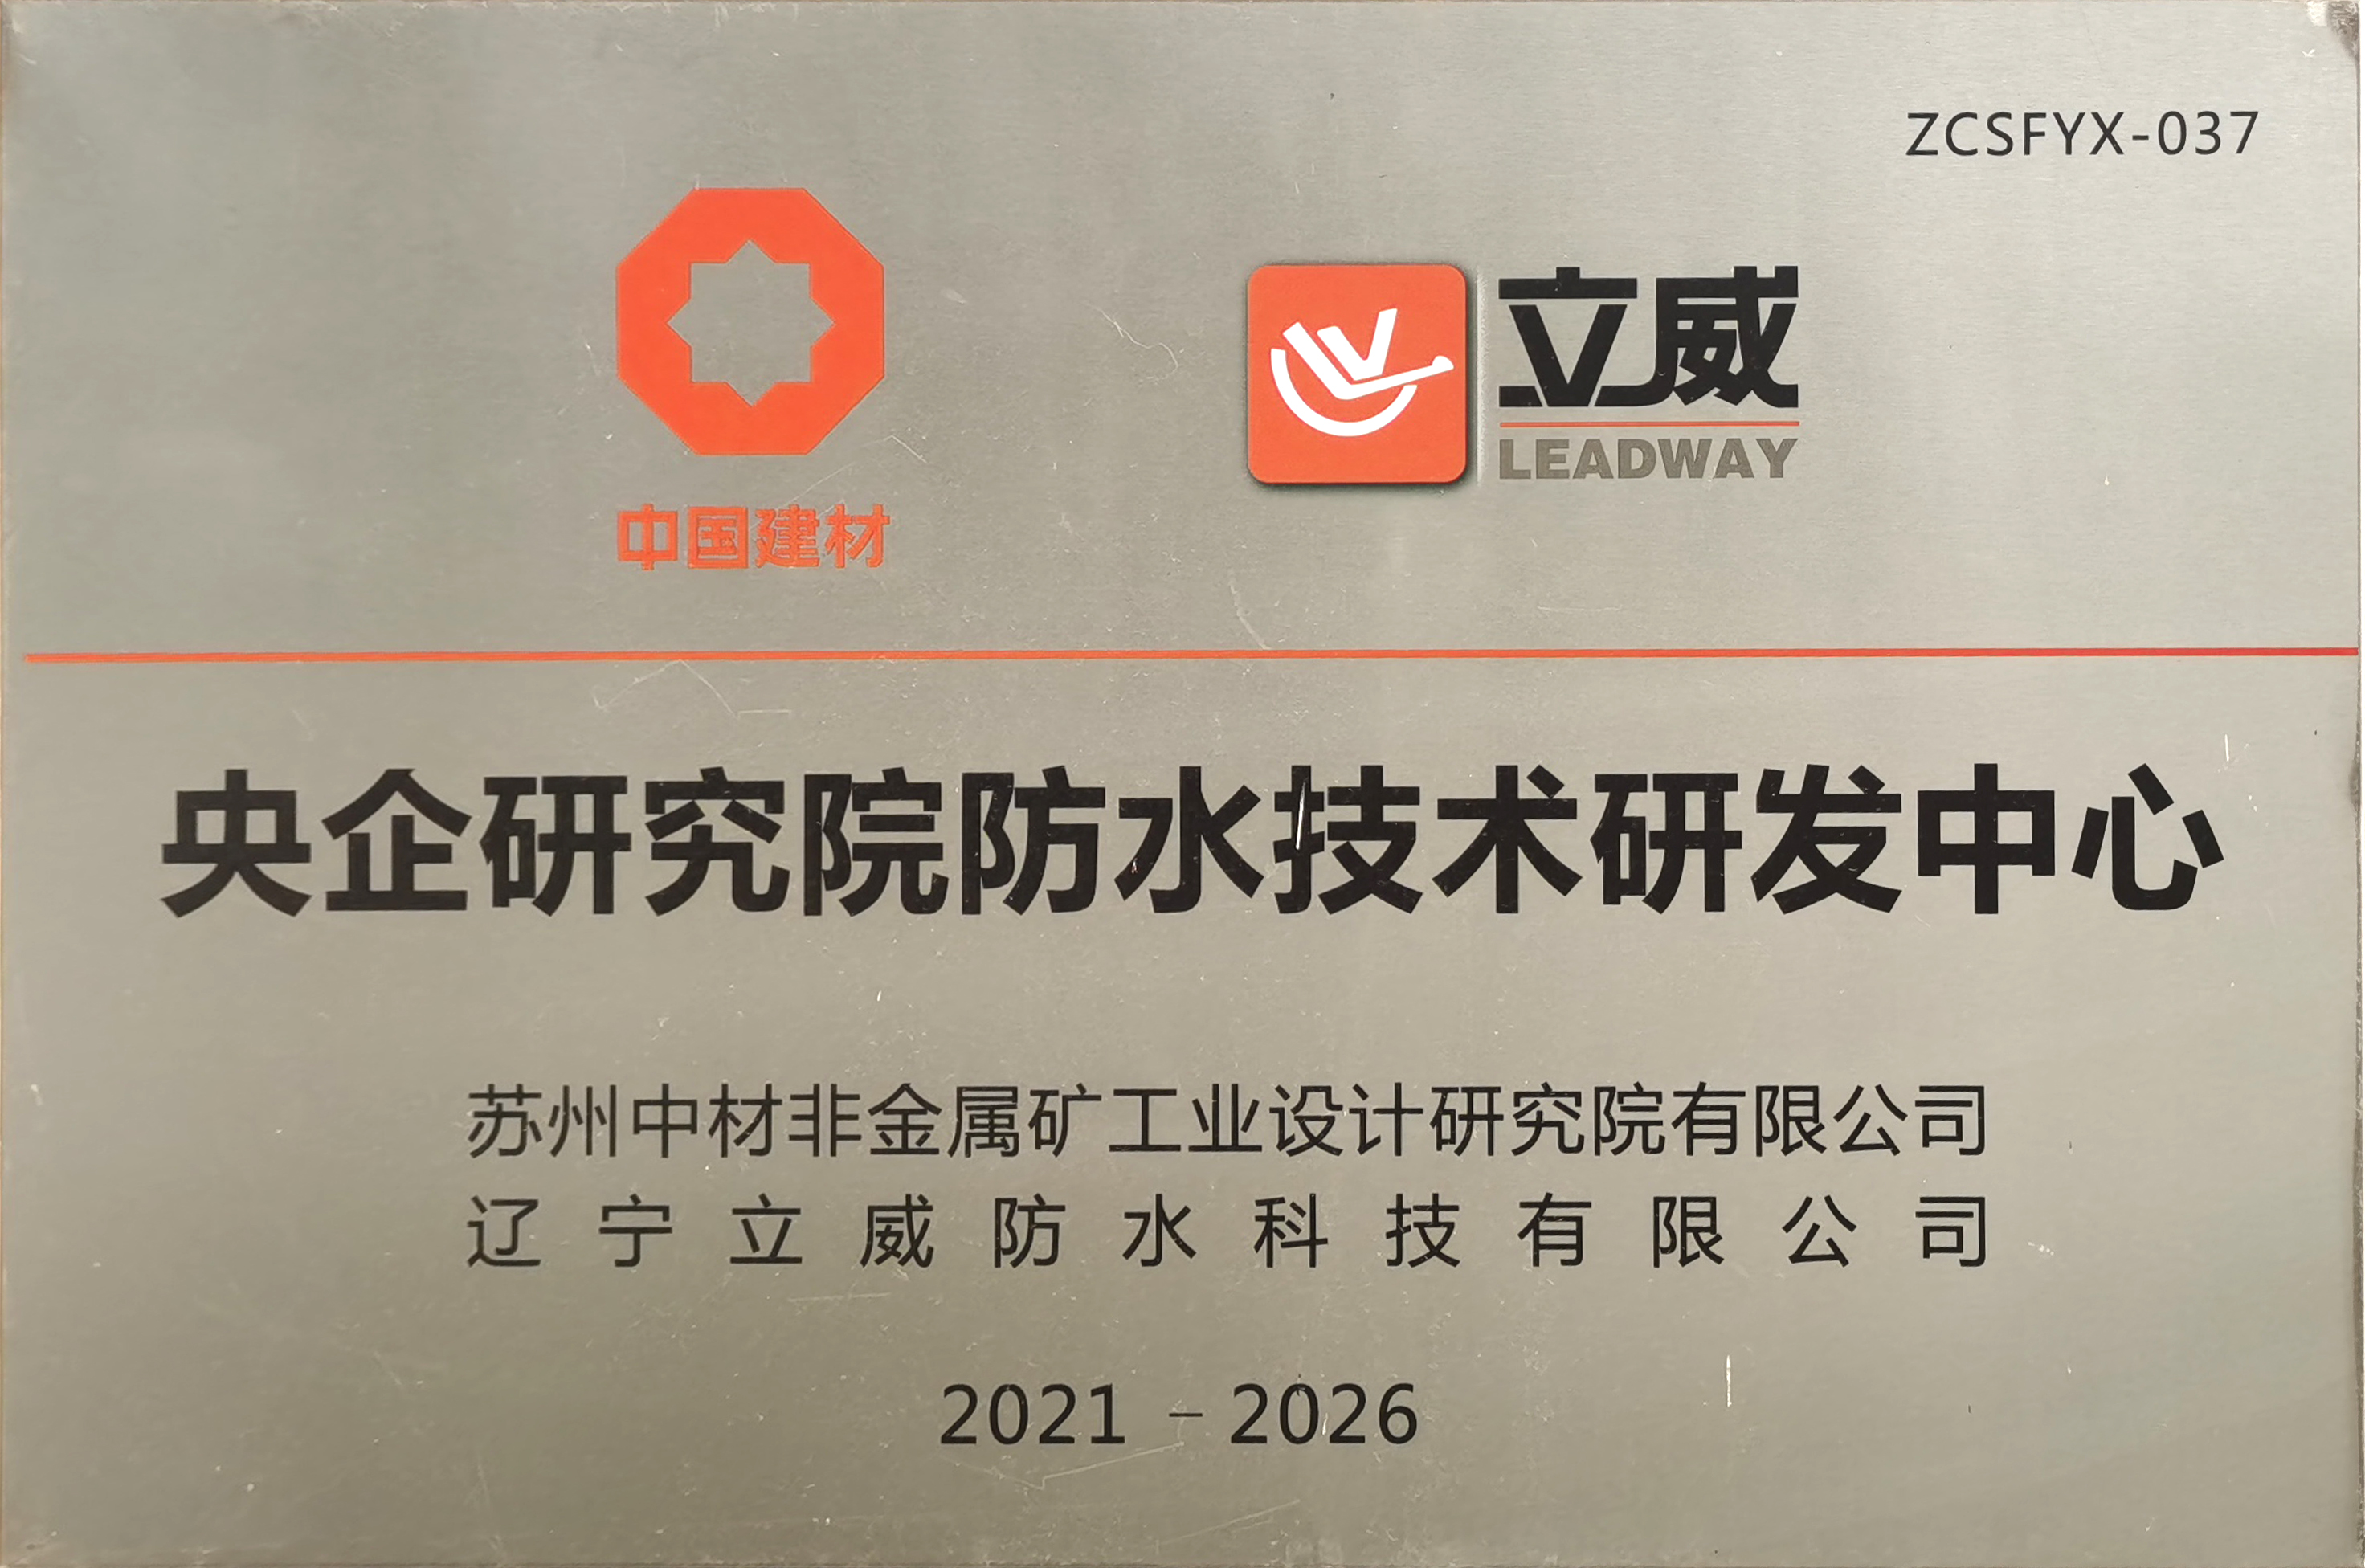 ZCSFYX-037
中国建材
立威
LEADWAY
央企研究院防水技术研发中心
苏州中材非金属矿工业设计研究院有限公司
辽宁立威防水科技有限公司
2021 - 2026